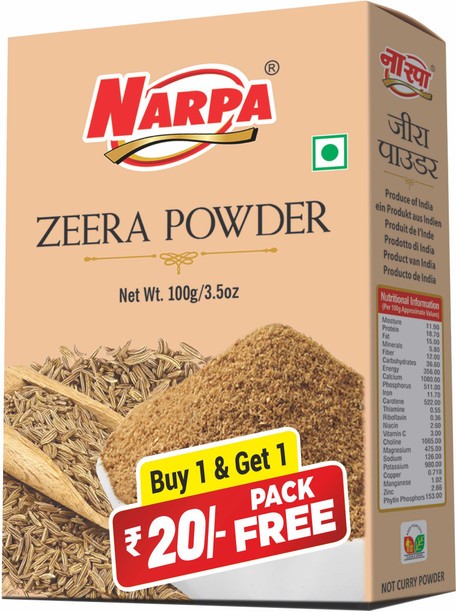 NARPA®
ZEERA POWDER
Net Wt. 100g/3.5oz
Buy 1 & Get 1
₹ 20/- PACK FREE
नारपा
जीरा
पाउडर
Produce of India
ein Produkt aus Indien
Produit de l'Inde
Prodotto di India
Product van India
Producto de India
Nutritional Information
(Per 100g Approximate Values)
Moisture 11.90
Protein 18.70
Fat 15.00
Minerals 5.80
Fiber 12.00
Carbohydrates 36.60
Energy 356.00
Calcium 1080.00
Phosphorus 511.00
Iron 11.70
Carotene 522.00
Thiamine 0.55
Riboflavin 0.36
Niacin 2.60
Vitamin C 3.00
Choline 1065.00
Magnesium 475.00
Sodium 126.00
Potassium 980.00
Copper 0.710
Manganese 1.02
Zinc 2.66
Phytin Phosphors 153.00
NOT CURRY POWDER